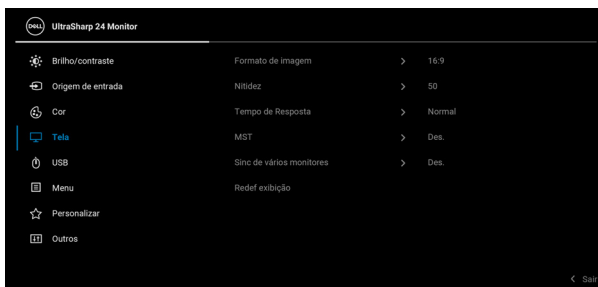 DELL UltraSharp 24 Monitor
Brilho/contraste Formato de imagem > 16:9
Origem de entrada Nitidez > 50
Cor Tempo de Resposta > Normal
Tela MST > Des.
USB Sinc de vários monitores > Des.
Menu Redef exibição
Personalizar
Outros
< Sair